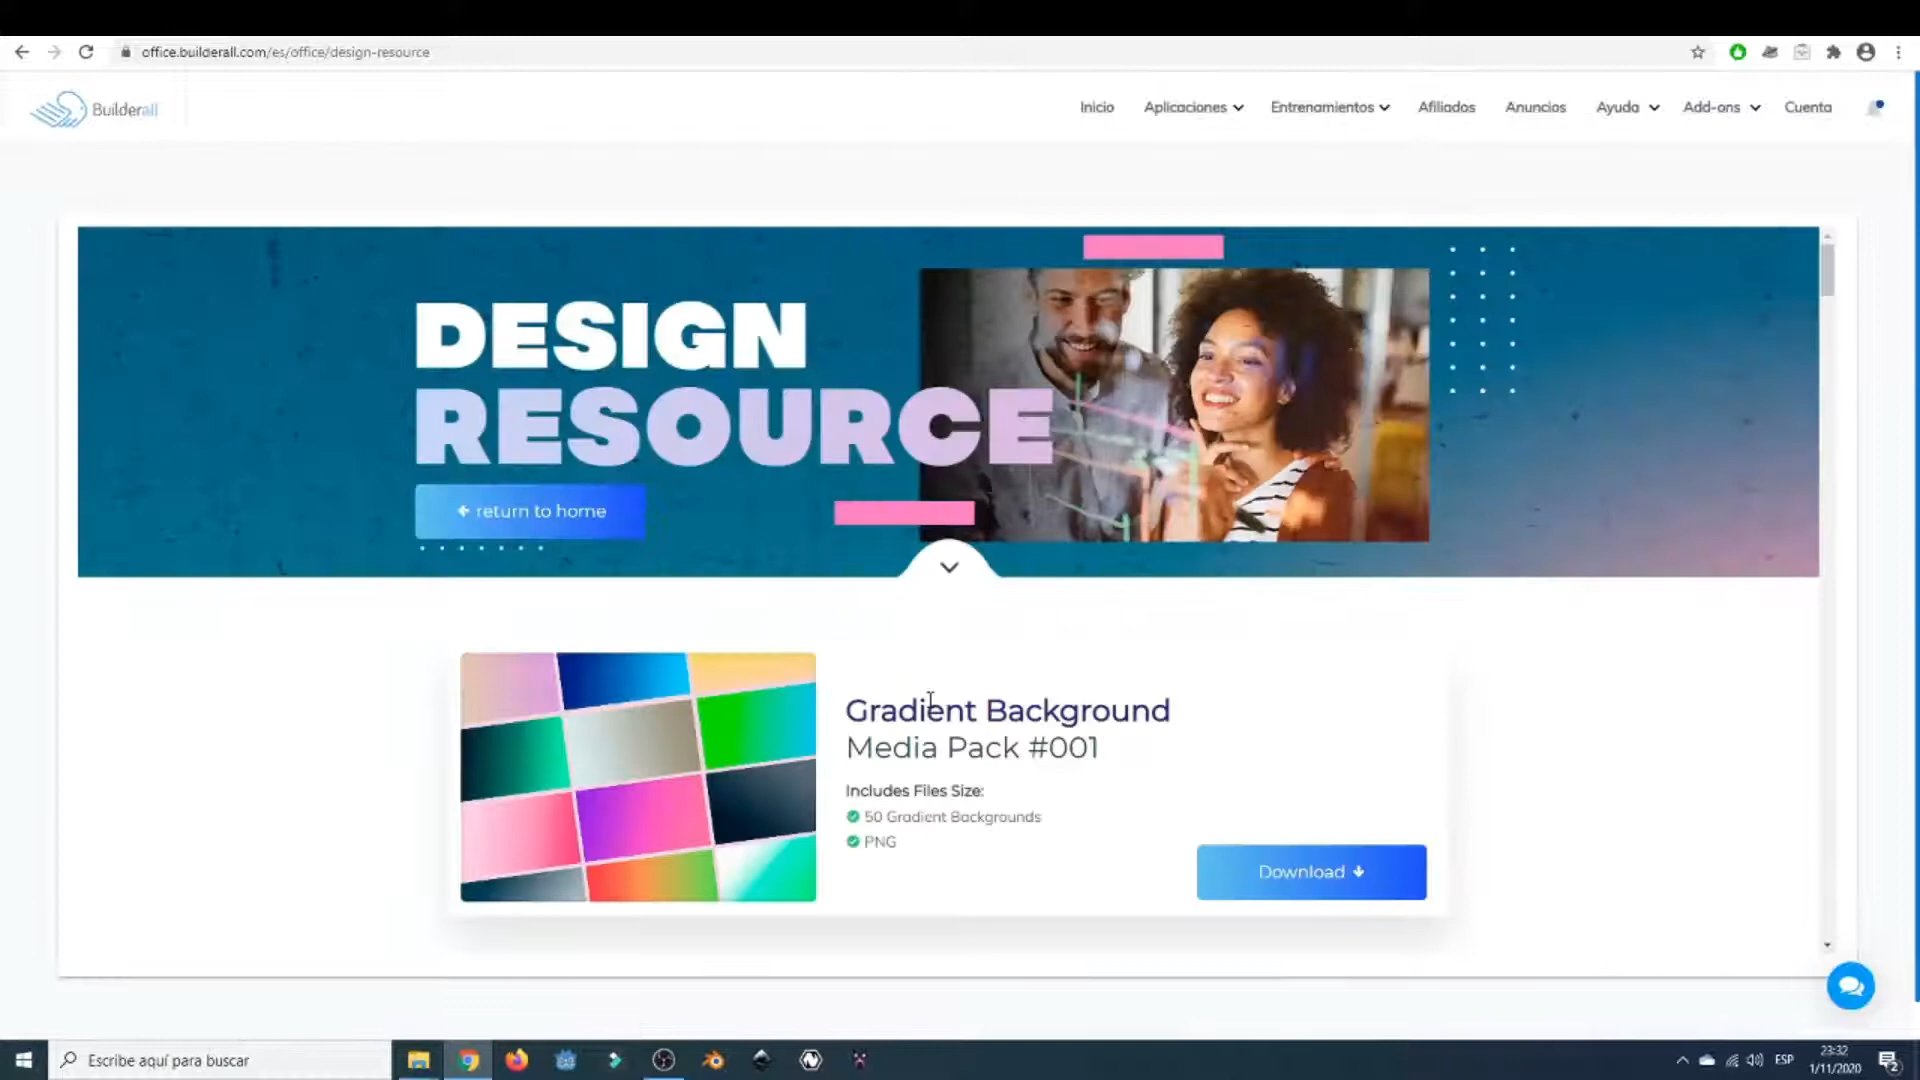 office.builderall.com/es/office/design-resource
Builderall
Inicio
Aplicaciones
Entrenamientos
Afiliados
Anuncios
Ayuda
Add-ons
Cuenta
DESIGN
RESOURCE
return to home
Gradient Background
Media Pack #001
Includes Files Size:
50 Gradient Backgrounds
PNG
Download
Escribe aquí para buscar
ESP
23:32
1/11/2020
2